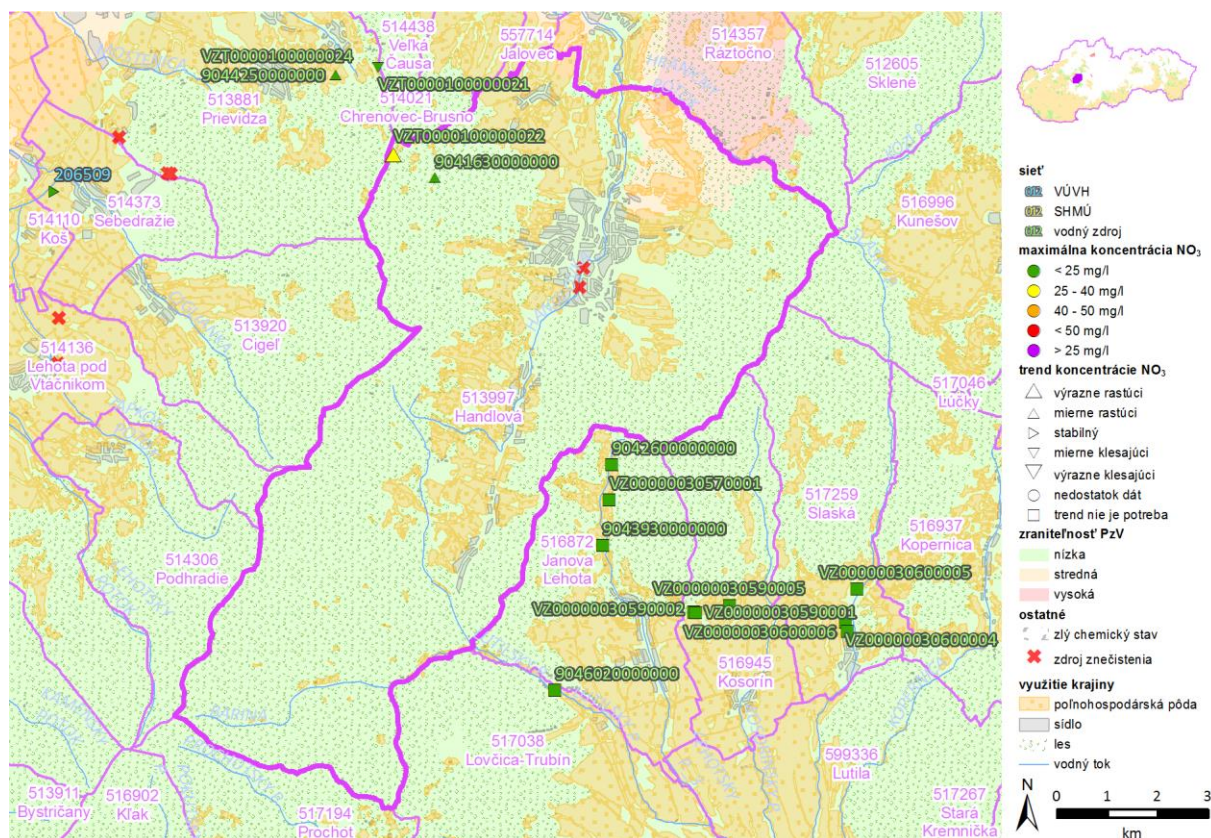 514438
Veľká
Čausa
557714
Jalovec
514357
Ráztočno
512605
Sklené
VZT0000100000024
9044250000000
VZT0000100000021
513881
Prievidza
514021
Chrenovec-Brusno
VZT0000100000022
9041630000000
206509
514110
Koš
514373
Sebedražie
516996
Kunešov
513920
Cigeľ
514136
Lehota pod
Vtáčnikom
513997
Handlová
517046
Lúčky
9042600000000
VZ00000030570001
9043930000000
517259
Slaská
516937
Kopernica
516872
Janova
Lehota
514306
Podhradie
VZ00000030590005
VZ00000030600005
VZ00000030590002
VZ00000030590001
VZ00000030600006
VZ00000030600004
9046020000000
516945
Kosorín
517038
Lovčica-Trubín
599336
Lutila
513911
Bystričany
516902
Kľak
517194
Prochot
517267
Stará
Kremnička
sieť
VÚVH
SHMÚ
vodný zdroj
maximálna koncentrácia NO3
< 25 mg/l
25 - 40 mg/l
40 - 50 mg/l
< 50 mg/l
> 25 mg/l
trend koncentrácie NO3
výrazne rastúci
mierne rastúci
stabilný
mierne klesajúci
výrazne klesajúci
nedostatok dát
trend nie je potreba
zraniteľnosť PzV
nízka
stredná
vysoká
ostatné
zlý chemický stav
zdroj znečistenia
využitie krajiny
poľnohospodárská pôda
sídlo
les
vodný tok
N
0 1 2 3
km